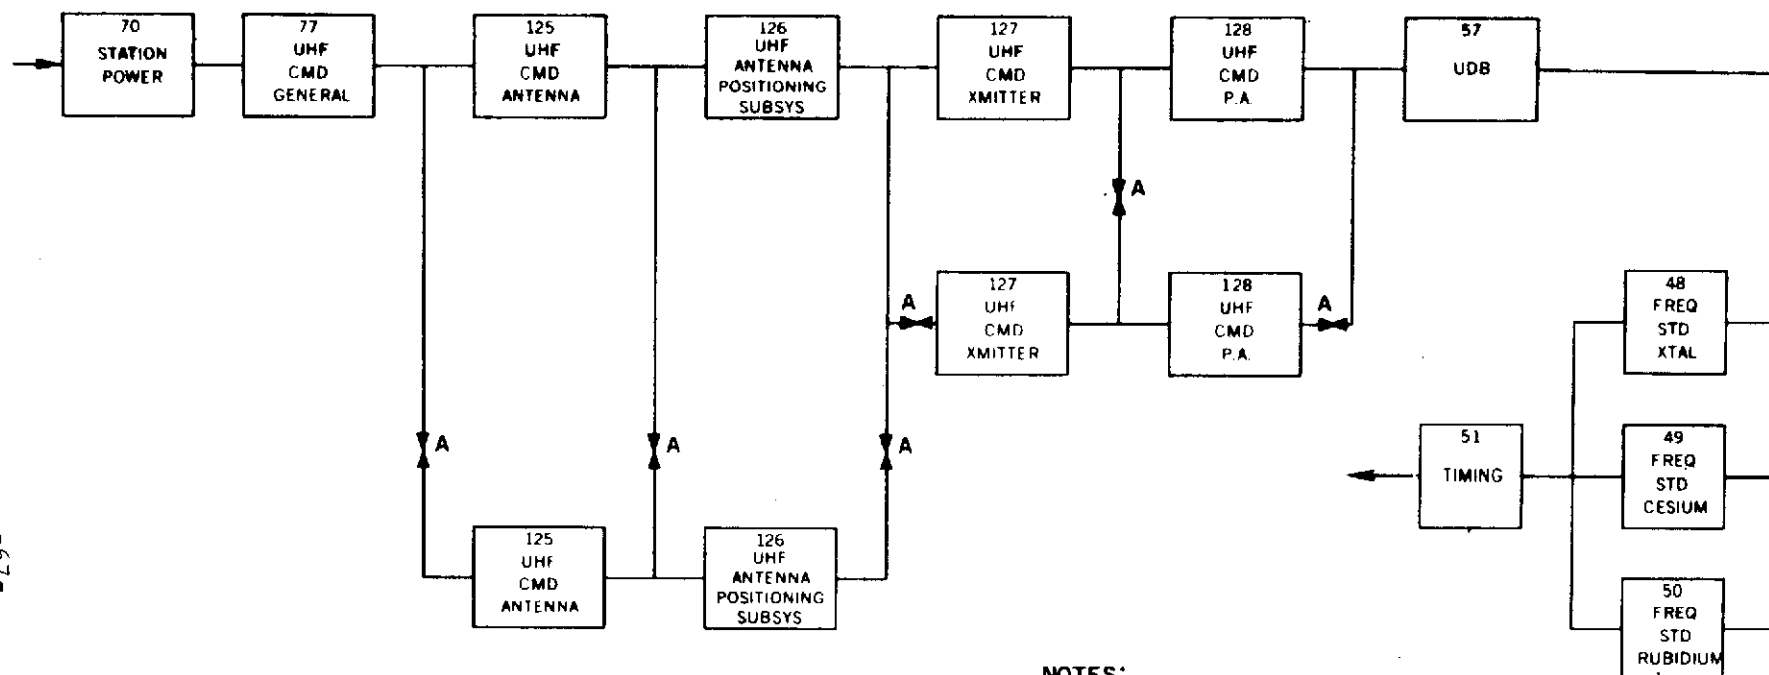 70
STATION
POWER
77
UHF
CMD
GENERAL
125
UHF
CMD
ANTENNA
126
UHF
ANTENNA
POSITIONING
SUBSYS
127
UHF
CMD
XMITTER
128
UHF
CMD
P.A.
57
UDB
A
A
127
UHF
CMD
XMITTER
128
UHF
CMD
P.A.
A
48
FREQ
STD
XTAL
A
A
A
51
TIMING
49
FREQ
STD
CESIUM
125
UHF
CMD
ANTENNA
126
UHF
ANTENNA
POSITIONING
SUBSYS
50
FREQ
STD
RUBIDIUM
NOTES: